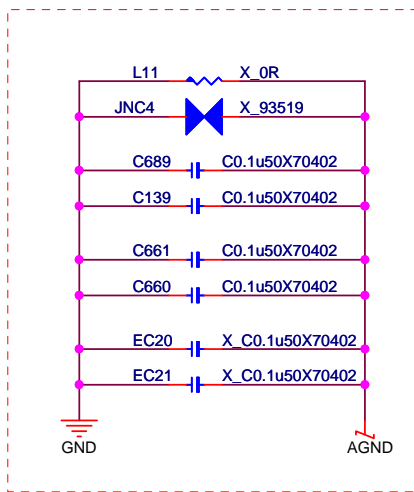 L11 X_0R
JNC4 X_93519
C689 C0.1u50X70402
C139 C0.1u50X70402
C661 C0.1u50X70402
C660 C0.1u50X70402
EC20 X_C0.1u50X70402
EC21 X_C0.1u50X70402
GND AGND